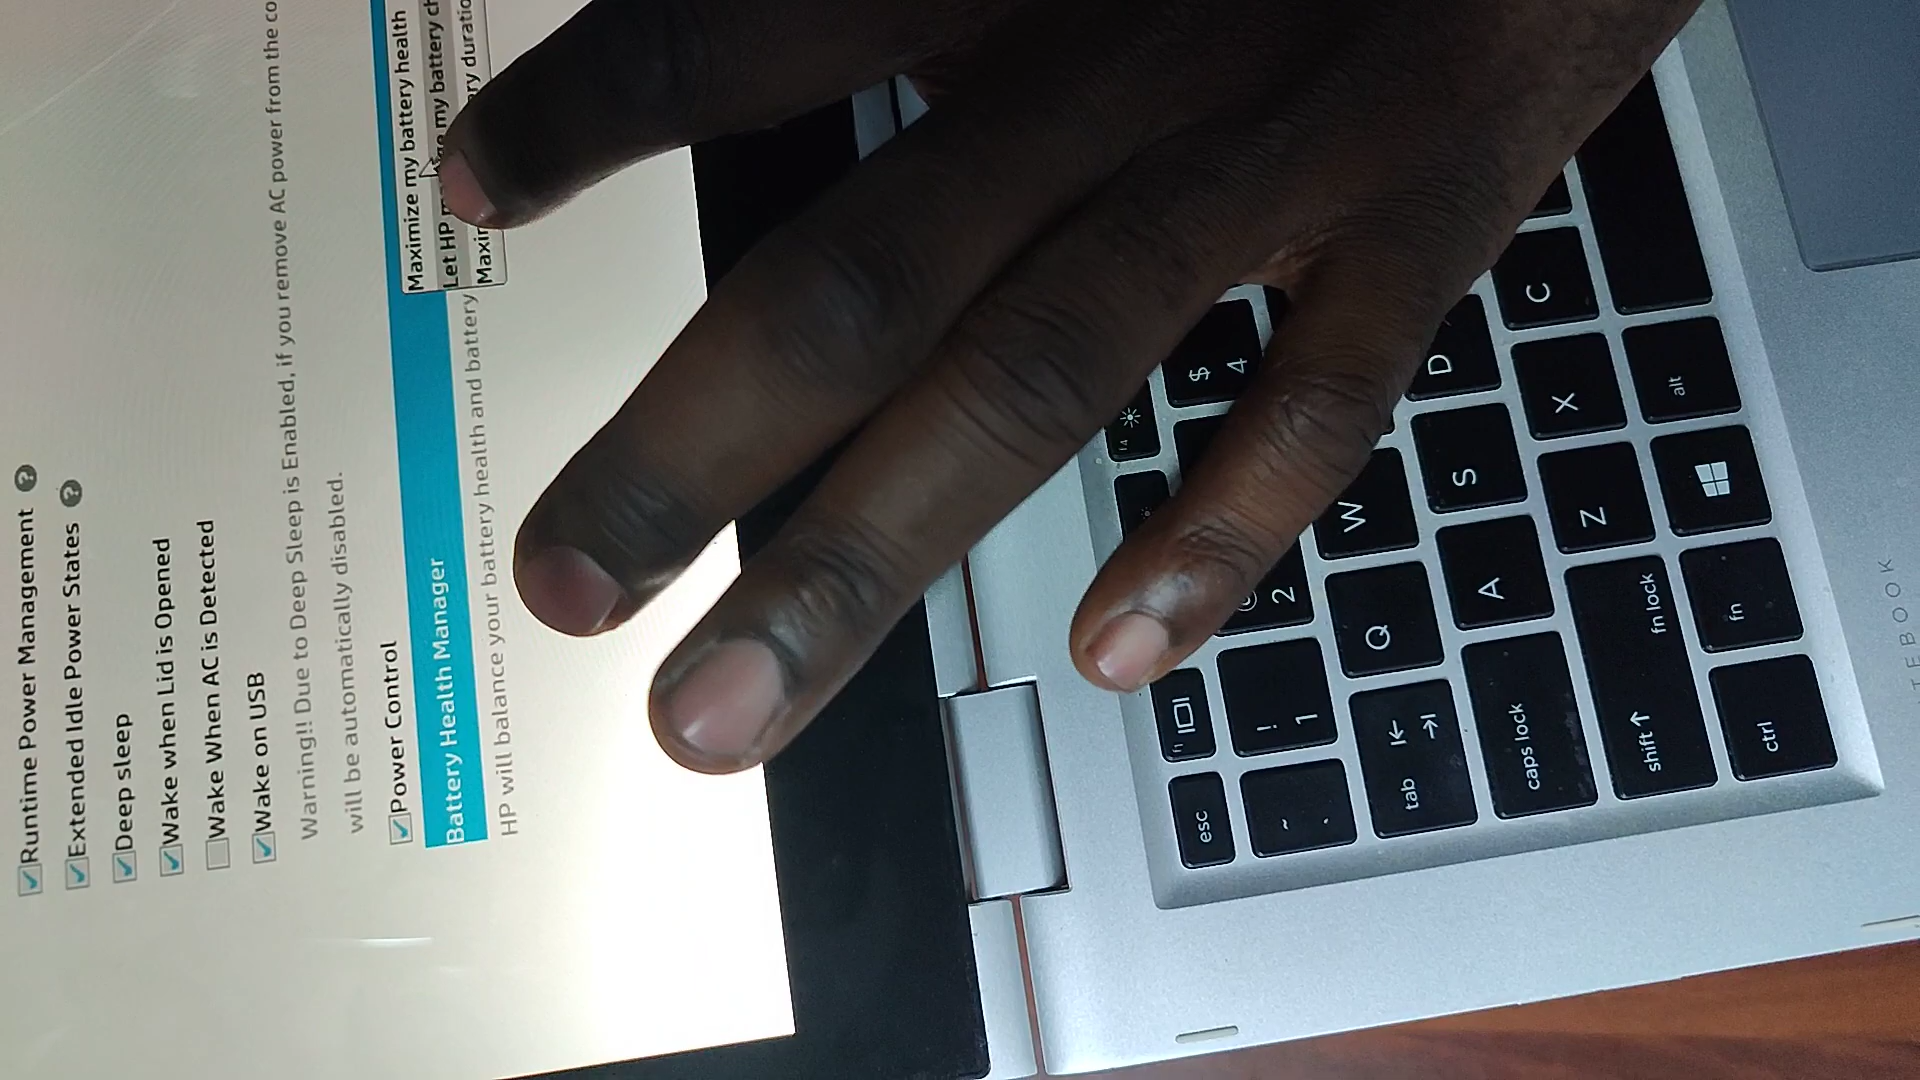 Runtime Power Management ?
Extended Idle Power States ?
Deep sleep
Wake when Lid is Opened
Wake When AC is Detected
Wake on USB
Warning!! Due to Deep Sleep is Enabled, if you remove AC power from the co
will be automatically disabled.
Power Control
Battery Health Manager
Maximize my battery health
Let HP my battery
HP will balance your battery health and battery
esc
~ 1 ! 2 4 $
tab Q W
caps lock A S D
shift fn lock Z X C
ctrl fn alt
TEBOOK